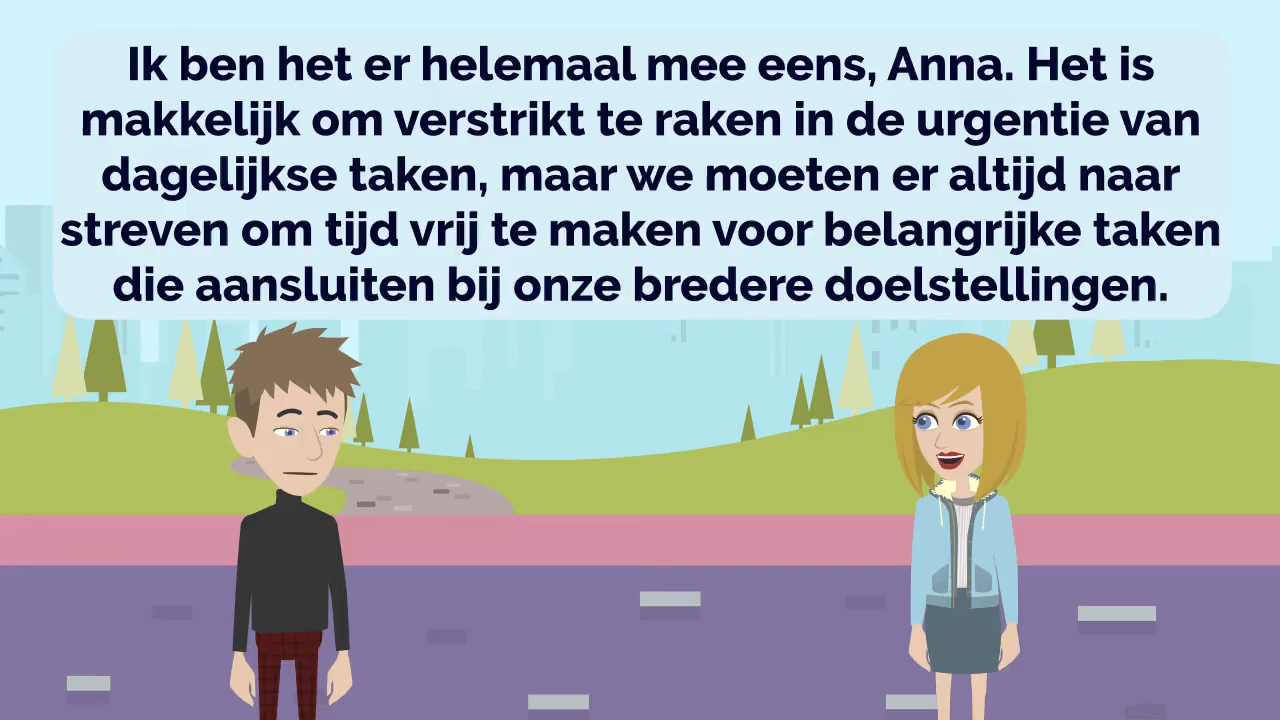 Ik ben het er helemaal mee eens, Anna. Het is
makkelijk om verstrikt te raken in de urgentie van
dagelijkse taken, maar we moeten er altijd naar
streven om tijd vrij te maken voor belangrijke taken
die aansluiten bij onze bredere doelstellingen.